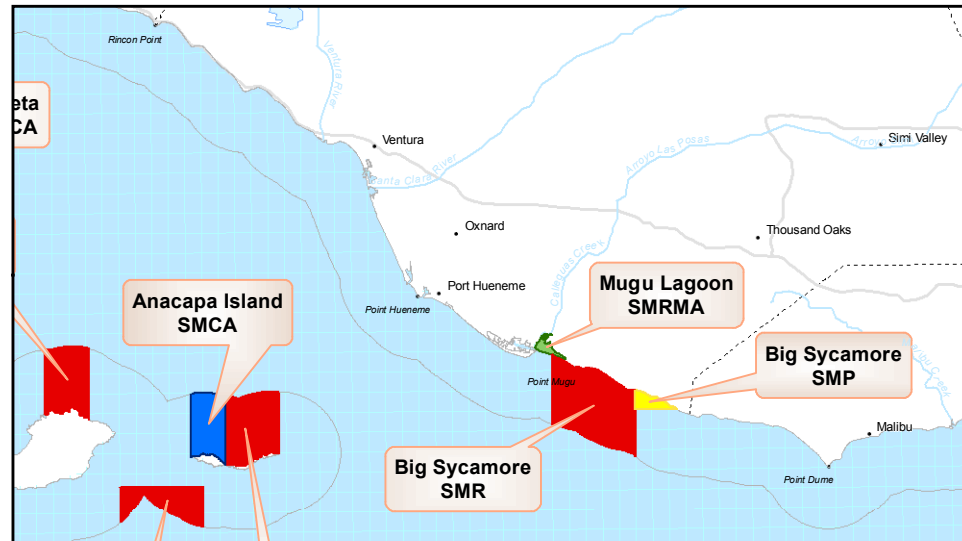 Rincon Point
Ventura River
eta
CA
Ventura
Simi Valley
Arroyo Las Posas
Arroyo
Santa Clara River
Oxnard
Thousand Oaks
Calleguas Creek
Mugu Lagoon
SMRMA
Anacapa Island
SMCA
Port Hueneme
Point Hueneme
Big Sycamore
SMP
Point Mugu
Creek
Malibu
Big Sycamore
SMR
Point Dume